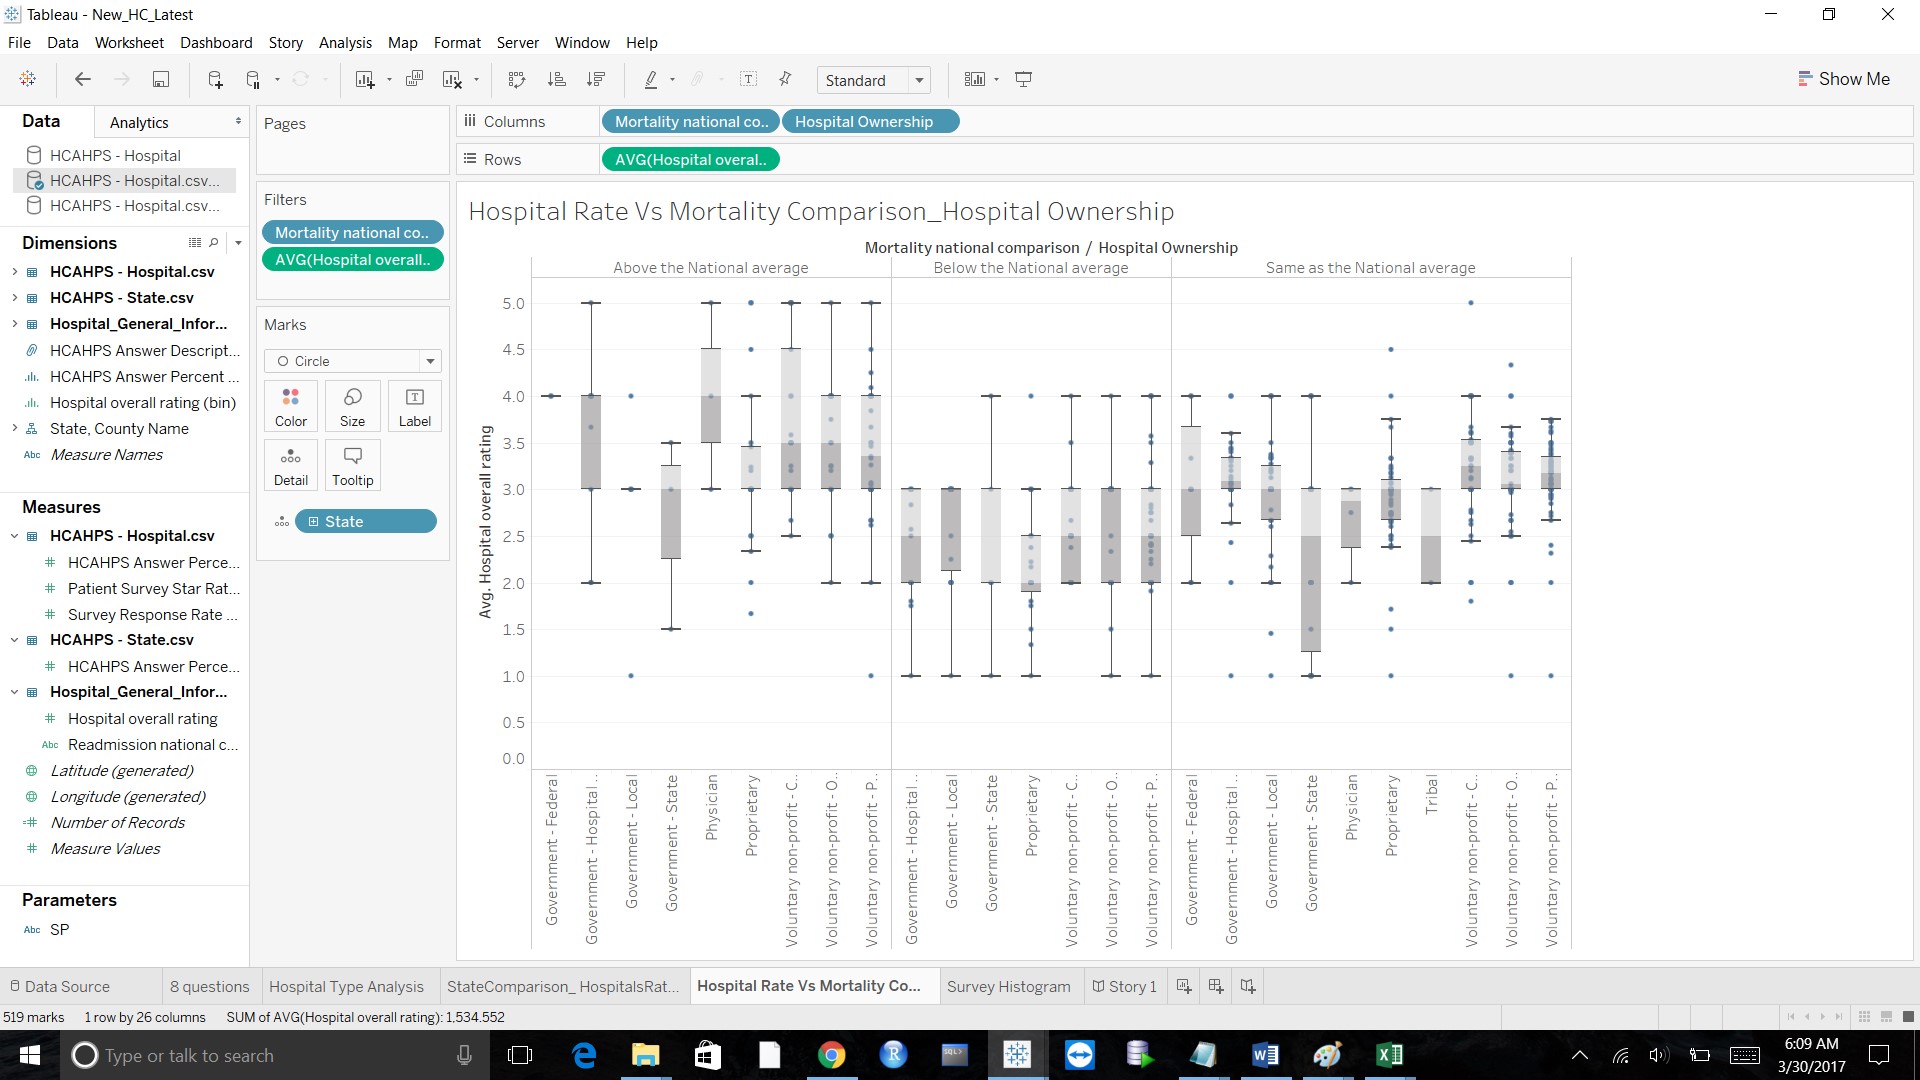 Tableau - New_HC_Latest
File Data Worksheet Dashboard Story Analysis Map Format Server Window Help
Standard
Show Me
Data
Analytics
HCAHPS - Hospital
HCAHPS - Hospital.csv...
HCAHPS - Hospital.csv...
Dimensions
HCAHPS - Hospital.csv
HCAHPS - State.csv
Hospital_General_Infor...
HCAHPS Answer Descript...
HCAHPS Answer Percent ...
Hospital overall rating (bin)
State, County Name
Abc Measure Names
Measures
HCAHPS - Hospital.csv
# HCAHPS Answer Perce...
# Patient Survey Star Rat...
# Survey Response Rate ...
HCAHPS - State.csv
# HCAHPS Answer Perce...
Hospital_General_Infor...
# Hospital overall rating
Abc Readmission national c...
Latitude (generated)
Longitude (generated)
=# Number of Records
# Measure Values
Parameters
Abc SP
Pages
Filters
Mortality national co..
AVG(Hospital overall..
Marks
Circle
Color Size Label
Detail Tooltip
State
Columns Mortality national co.. Hospital Ownership
Rows AVG(Hospital overal..
Hospital Rate Vs Mortality Comparison_Hospital Ownership
Mortality national comparison / Hospital Ownership
Above the National average
Below the National average
Same as the National average
Avg. Hospital overall rating
5.0
4.5
4.0
3.5
3.0
2.5
2.0
1.5
1.0
0.5
0.0
Government - Federal
Government - Hospital ..
Government - Local
Government - State
Physician
Proprietary
Voluntary non-profit - C..
Voluntary non-profit - O..
Voluntary non-profit - P..
Government - Hospital ..
Government - Local
Government - State
Proprietary
Voluntary non-profit - C..
Voluntary non-profit - O..
Voluntary non-profit - P..
Government - Federal
Government - Hospital ..
Government - Local
Government - State
Physician
Proprietary
Tribal
Voluntary non-profit - C..
Voluntary non-profit - O..
Voluntary non-profit - P..
Data Source
8 questions
Hospital Type Analysis
StateComparison_ HospitalsRat...
Hospital Rate Vs Mortality Co...
Survey Histogram
Story 1
519 marks 1 row by 26 columns SUM of AVG(Hospital overall rating): 1,534.552
Type or talk to search
SQL>
6:09 AM
3/30/2017